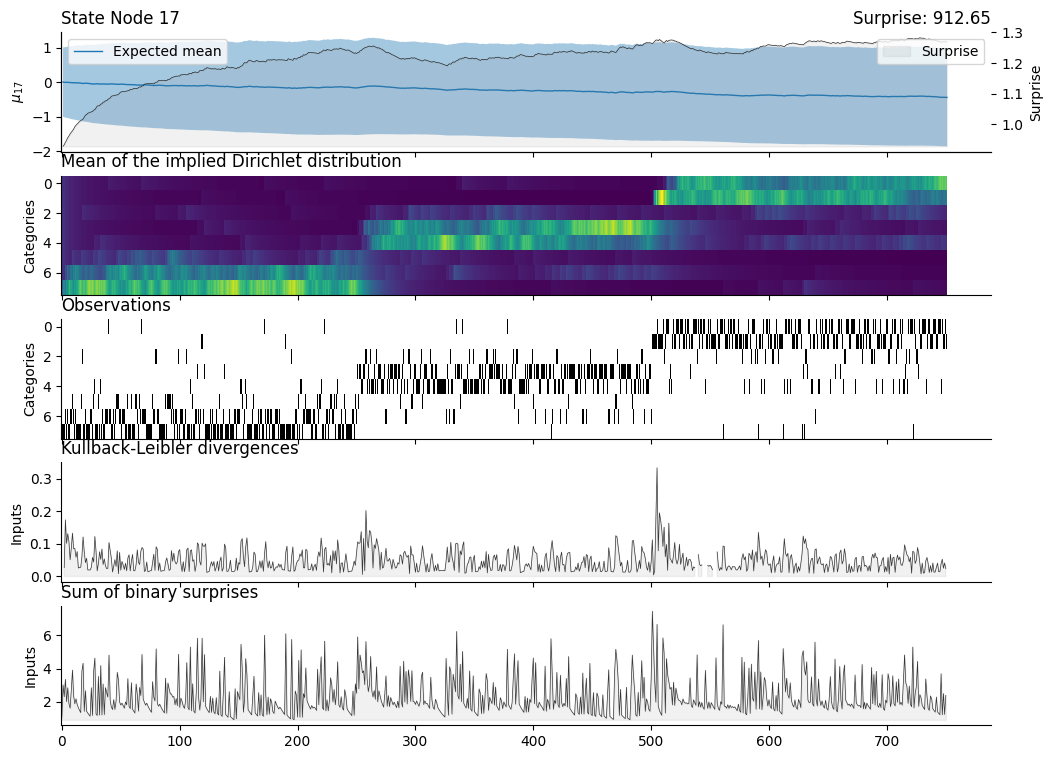 State Node 17
Surprise: 912.65
Expected mean
Surprise
μ17
Surprise
1
0
−1
−2
1.3
1.2
1.1
1.0
Mean of the implied Dirichlet distribution
Categories
0
2
4
6
Observations
Categories
0
2
4
6
Kullback-Leibler divergences
Inputs
0.3
0.2
0.1
0.0
Sum of binary surprises
Inputs
6
4
2
0 100 200 300 400 500 600 700